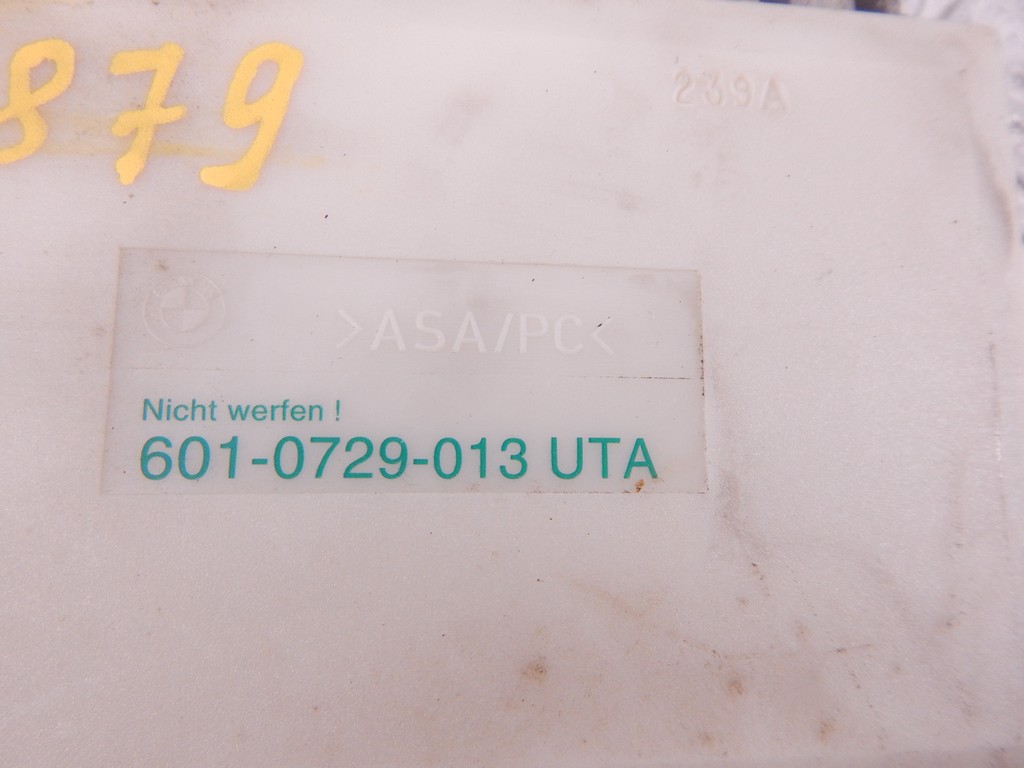 879
239A
>ASA/PC<
Nicht werfen !
601-0729-013 UTA